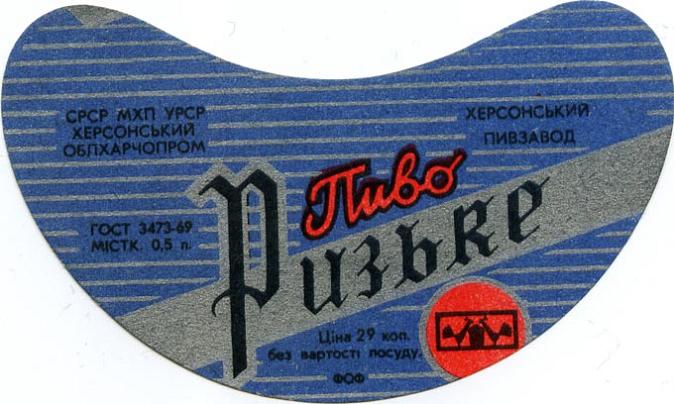 СРСР МХП УРСР
ХЕРСОНСЬКИЙ
ОБЛХАРЧОПРОМ
ХЕРСОНСЬКИЙ
ПИВЗАВОД
Пиво
Ризьке
ГОСТ 3473-69
МІСТК. 0,5 л.
Ціна 29 коп.
без вартості посуду.
ФОФ